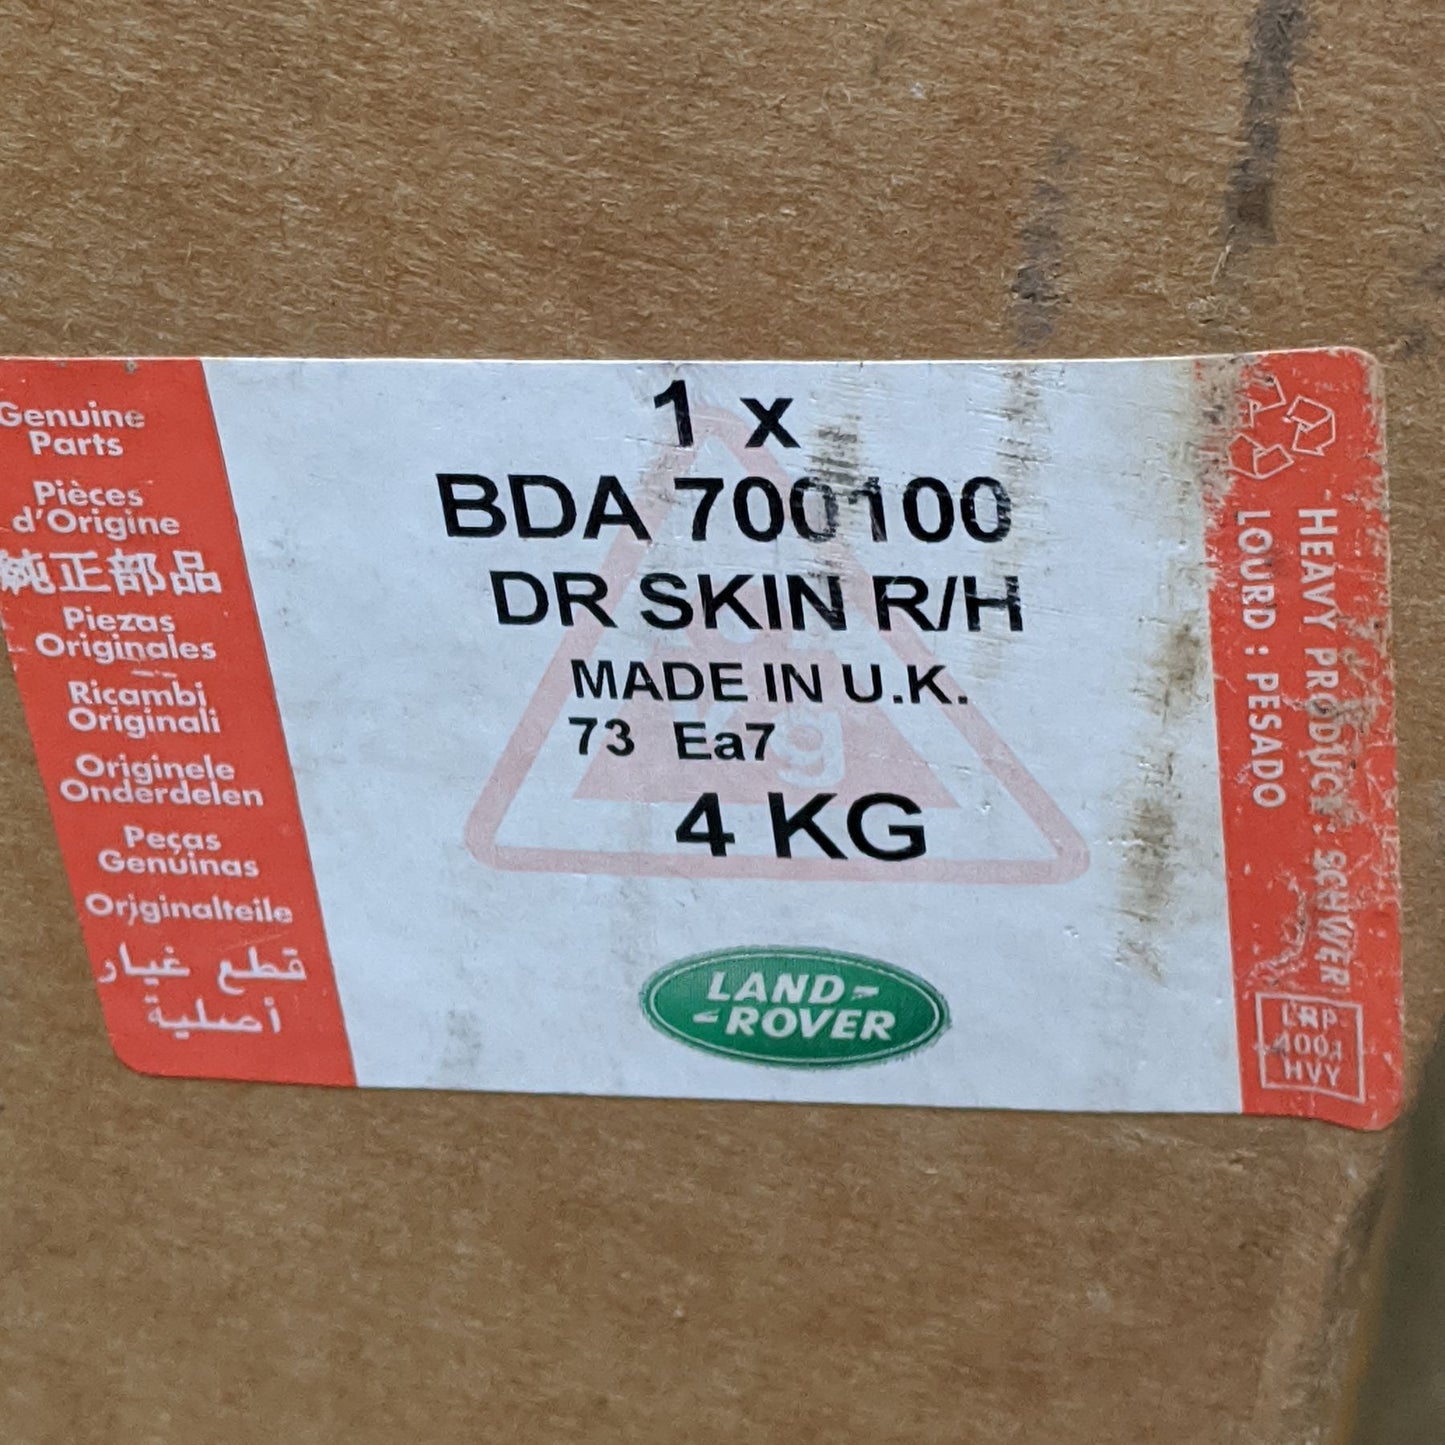 Genuine
Parts
Pièces
d'Origine
純正部品
Piezas
Originales
Ricambi
Originali
Originele
Onderdelen
Peças
Genuinas
Originalteile
قطع غيار
أصلية
1 x
BDA 700100
DR SKIN R/H
MADE IN U.K.
73 Ea7
4 KG
Kg
LAND-
-ROVER
HEAVY PRODUCT: SCHWER
LOURD: PESADO
LRP
4001
HVY